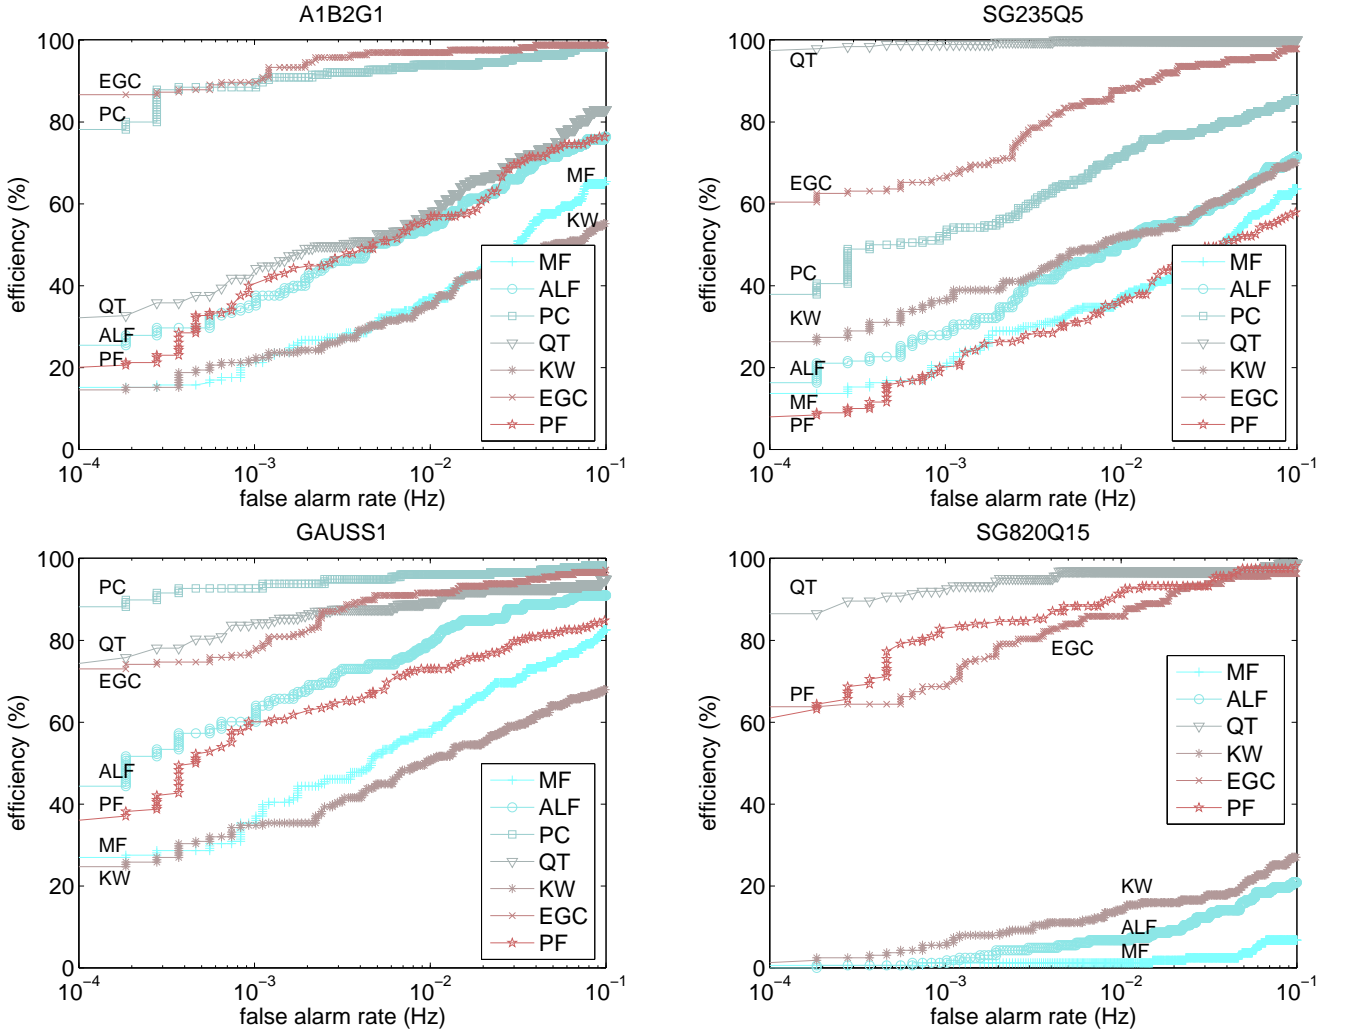 A1B2G1
100
80
60
40
20
0
efficiency (%)
EGC
PC
QT
ALF
PF
MF
KW
MF
ALF
PC
QT
KW
EGC
PF
10−4 10−3 10−2 10−1
false alarm rate (Hz)
SG235Q5
100
80
60
40
20
0
efficiency (%)
QT
EGC
PC
KW
ALF
MF
PF
MF
ALF
PC
QT
KW
EGC
PF
10−4 10−3 10−2 10−1
false alarm rate (Hz)
GAUSS1
100
80
60
40
20
0
efficiency (%)
PC
QT
EGC
ALF
PF
MF
KW
MF
ALF
PC
QT
KW
EGC
PF
10−4 10−3 10−2 10−1
false alarm rate (Hz)
SG820Q15
100
80
60
40
20
0
efficiency (%)
QT
EGC
PF
KW
ALF
MF
MF
ALF
QT
KW
EGC
PF
10−4 10−3 10−2 10−1
false alarm rate (Hz)